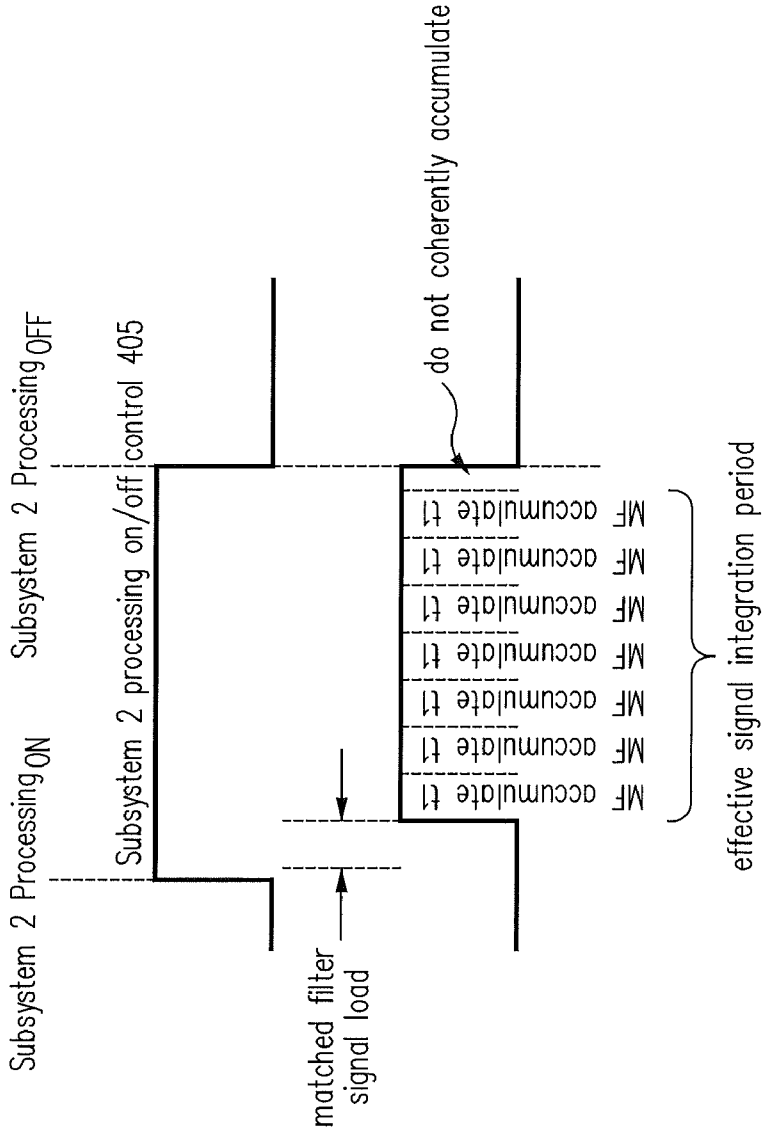 Subsystem 2 Processing ON
Subsystem 2 Processing OFF
Subsystem 2 processing on/off control 405
matched filter
signal load
MF accumulate t1
MF accumulate t1
MF accumulate t1
MF accumulate t1
MF accumulate t1
MF accumulate t1
MF accumulate t1
do not coherently accumulate
effective signal integration period